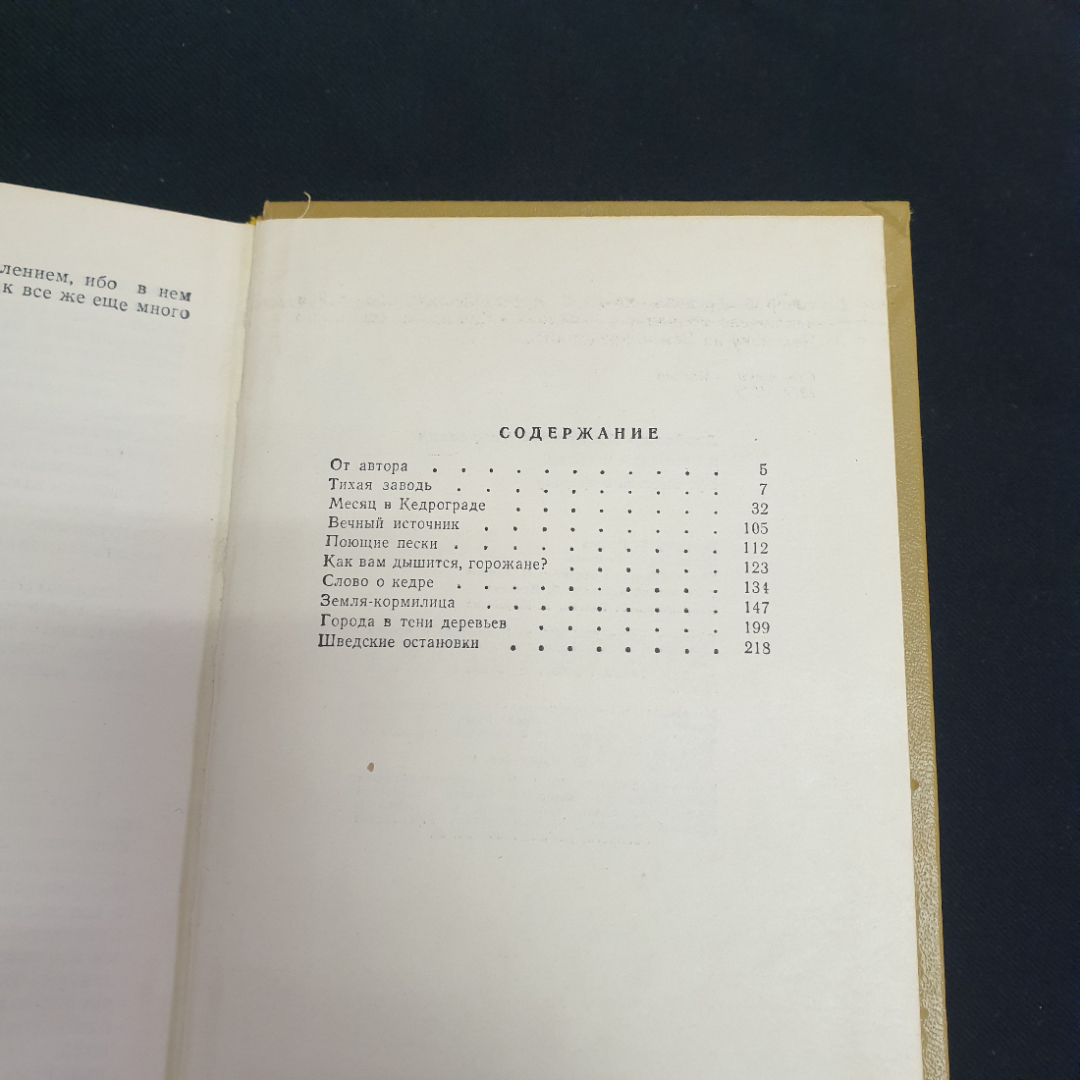 лением, ибо в нем
к все же еще много
СОДЕРЖАНИЕ
От автора . . . . . . . . . . . 5
Тихая заводь . . . . . . . . . . 7
Месяц в Кедрограде . . . . . . . . 32
Вечный источник . . . . . . . . . 105
Поющие пески . . . . . . . . . . 112
Как вам дышится, горожане? . . . . . . 123
Слово о кедре . . . . . . . . . . 134
Земля-кормилица . . . . . . . . . 147
Города в тени деревьев . . . . . . . 199
Шведские остановки . . . . . . . . 218